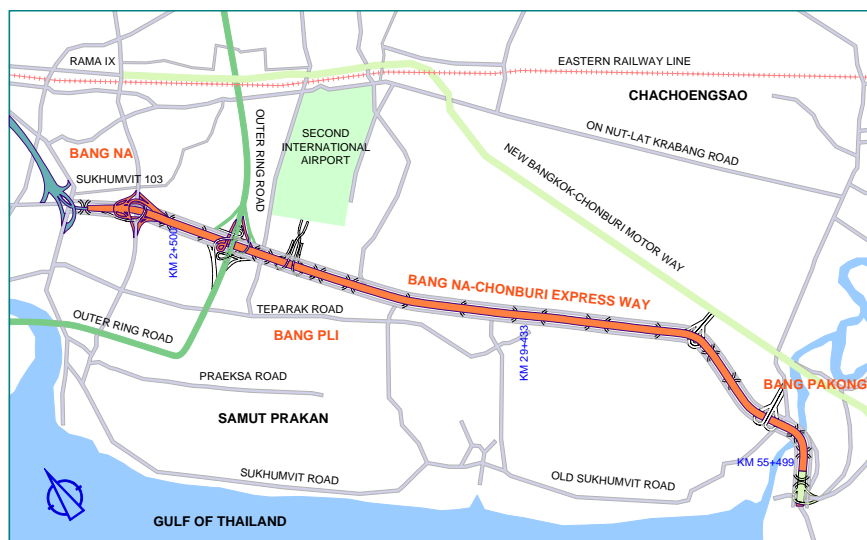 RAMA IX
EASTERN RAILWAY LINE
CHACHOENGSAO
ON NUT-LAT KRABANG ROAD
OUTER RING ROAD
SECOND
INTERNATIONAL
AIRPORT
BANG NA
SUKHUMVIT 103
NEW BANGKOK-CHONBURI MOTOR WAY
KM 2+500
BANG NA-CHONBURI EXPRESS WAY
TEPARAK ROAD
OUTER RING ROAD
BANG PLI
KM 29+433
PRAEKSA ROAD
BANG PAKONG
SAMUT PRAKAN
KM 55+499
SUKHUMVIT ROAD
OLD SUKHUMVIT ROAD
GULF OF THAILAND